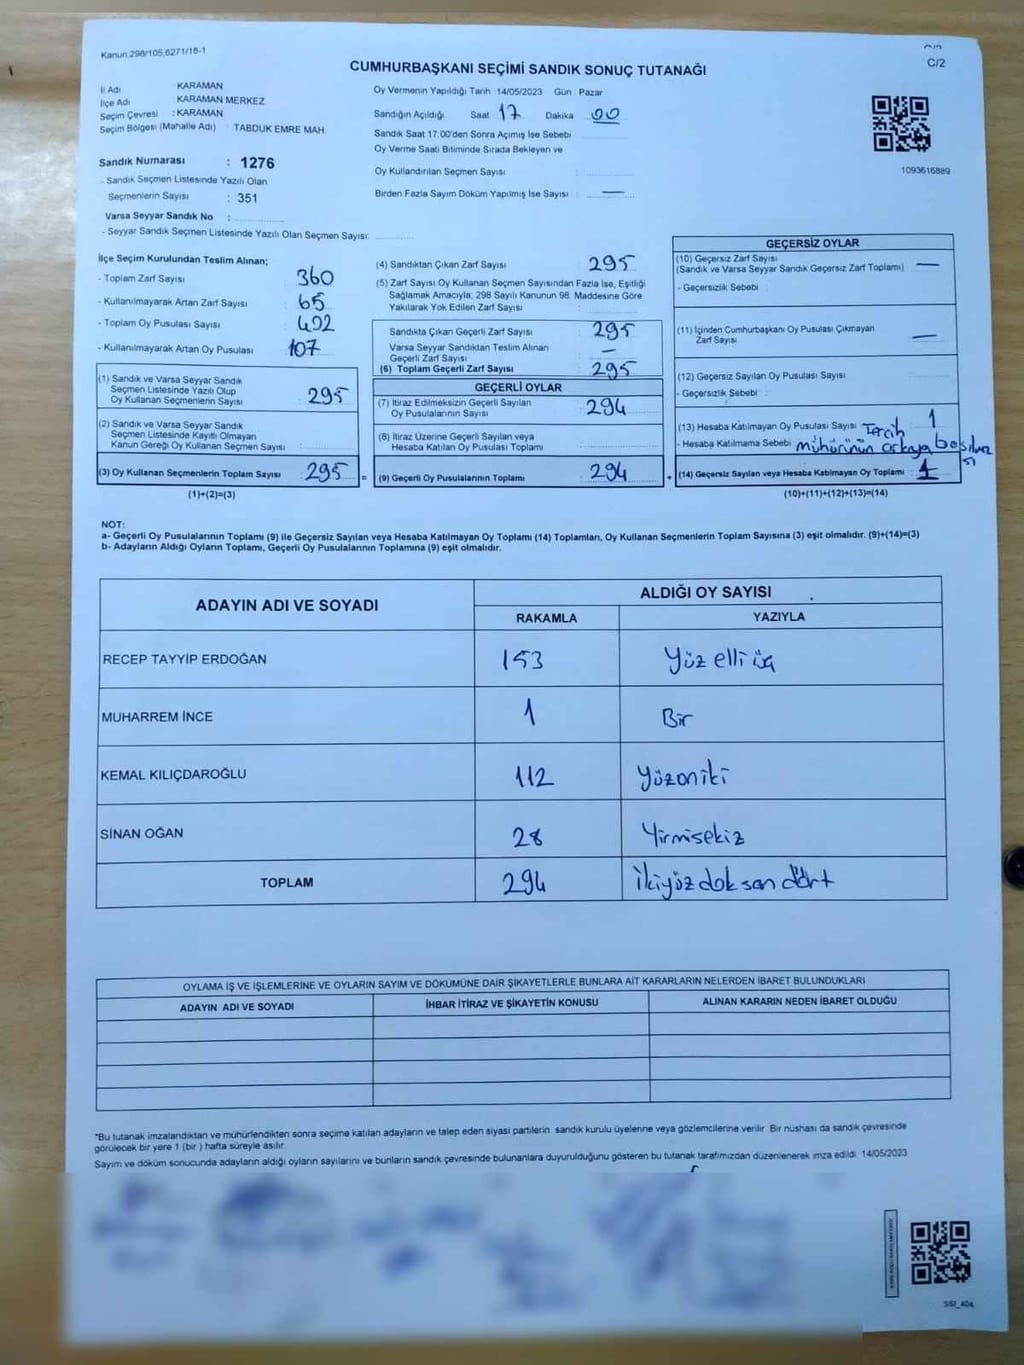 Kanun.298/105,6271/16-1
C/2
CUMHURBAŞKANI SEÇİMİ SANDIK SONUÇ TUTANAĞI
İl Adı KARAMAN
İlçe Adı KARAMAN MERKEZ
Seçim Çevresi : KARAMAN
Seçim Bölgesi (Mahalle Adı) : TABDUK EMRE MAH.
Sandık Numarası : 1276
- Sandık Seçmen Listesinde Yazılı Olan
Seçmenlerin Sayısı : 351
Varsa Seyyar Sandık No :
- Seyyar Sandık Seçmen Listesinde Yazılı Olan Seçmen Sayısı:
Oy Vermenin Yapıldığı Tarih 14/05/2023 Gün Pazar
Sandığın Açıldığı Saat 17 Dakika 00
Sandık Saat 17:00'den Sonra Açımış İse Sebebi
Oy Verme Saati Bitiminde Sırada Bekleyen ve
Oy Kullandırılan Seçmen Sayısı :
Birden Fazla Sayım Döküm Yapılmış İse Sayısı : —
1093616889
İlçe Seçim Kurulundan Teslim Alınan;
- Toplam Zarf Sayısı : 360
- Kullanılmayarak Artan Zarf Sayısı : 65
- Toplam Oy Pusulası Sayısı : 402
- Kullanılmayarak Artan Oy Pusulası : 107
(1) Sandık ve Varsa Seyyar Sandık
Seçmen Listesinde Yazılı Olup
Oy Kullanan Seçmenlerin Sayısı : 295
(2) Sandık ve Varsa Seyyar Sandık
Seçmen Listesinde Kayıtlı Olmayan
Kanun Gereği Oy Kullanan Seçmen Sayısı :
(3) Oy Kullanan Seçmenlerin Toplam Sayısı : 295 =
(1)+(2)=(3)
(4) Sandıktan Çıkan Zarf Sayısı : 295
(5) Zarf Sayısı Oy Kullanan Seçmen Sayısından Fazla İse, Eşitliği
Sağlamak Amacıyla; 298 Sayılı Kanunun 98. Maddesine Göre
Yakılarak Yok Edilen Zarf Sayısı :
Sandıkta Çıkan Geçerli Zarf Sayısı : 295
Varsa Seyyar Sandıktan Teslim Alınan
Geçerli Zarf Sayısı : —
(6) Toplam Geçerli Zarf Sayısı : 295
GEÇERLİ OYLAR
(7) İtiraz Edilmeksizin Geçerli Sayılan
Oy Pusulalarının Sayısı : 294
(8) İtiraz Üzerine Geçerli Sayılan veya
Hesaba Katılan Oy Pusulası Toplamı :
(9) Geçerli Oy Pusulalarının Toplamı : 294 +
GEÇERSİZ OYLAR
(10) Geçersiz Zarf Sayısı
(Sandık ve Varsa Seyyar Sandık Geçersiz Zarf Toplamı) : —
- Geçersizlik Sebebi :
(11) İçinden Cumhurbaşkanı Oy Pusulası Çıkmayan
Zarf Sayısı : —
(12) Geçersiz Sayılan Oy Pusulası Sayısı :
- Geçersizlik Sebebi :
(13) Hesaba Katılmayan Oy Pusulası Sayısı : 1
- Hesaba Katılmama Sebebi : Tercih
mühürünün arkaya basılması
(14) Geçersiz Sayılan veya Hesaba Katılmayan Oy Toplamı : 1
(10)+(11)+(12)+(13)=(14)
NOT:
a- Geçerli Oy Pusulalarının Toplamı (9) ile Geçersiz Sayılan veya Hesaba Katılmayan Oy Toplamı (14) Toplamları, Oy Kullanan Seçmenlerin Toplam Sayısına (3) eşit olmalıdır. (9)+(14)=(3)
b- Adayların Aldığı Oyların Toplamı, Geçerli Oy Pusulalarının Toplamına (9) eşit olmalıdır.
ADAYIN ADI VE SOYADI
ALDIĞI OY SAYISI
RAKAMLA YAZIYLA
RECEP TAYYİP ERDOĞAN 153 Yüz elli üç
MUHARREM İNCE 1 Bir
KEMAL KILIÇDAROĞLU 112 Yüzoniki
SİNAN OĞAN 28 Yirmisekiz
TOPLAM 294 İkiyüz doksan dört
OYLAMA İŞ VE İŞLEMLERİNE VE OYLARIN SAYIM VE DÖKÜMÜNE DAİR ŞİKAYETLERLE BUNLARA AİT KARARLARIN NELERDEN İBARET BULUNDUKLARI
ADAYIN ADI VE SOYADI İHBAR İTİRAZ VE ŞİKAYETİN KONUSU ALINAN KARARIN NEDEN İBARET OLDUĞU
"Bu tutanak imzalandıktan ve mühürlendikten sonra seçime katılan adayların ve talep eden siyasi partilerin. sandık kurulu üyelerine veya gözlemcilerine verilir. Bir nüshası da sandık çevresinde
görülecek bir yere 1 (bir ) hafta süreyle asılır.
Sayım ve döküm sonucunda adayların aldığı oyların sayılarını ve bunların sandık çevresinde bulunanlara duyurulduğunu gösteren bu tutanak tarafımızdan düzenlenerek imza edildi. 14/05/2023
SSI_404